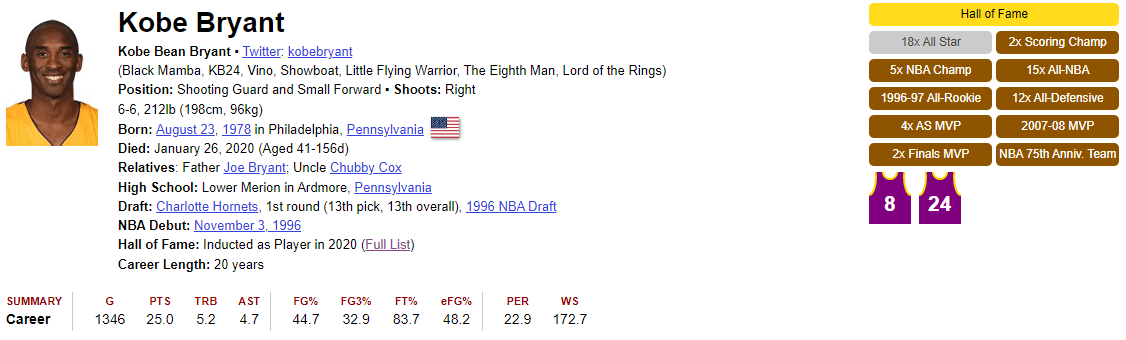 Kobe Bryant
Kobe Bean Bryant ▪ Twitter: kobebryant
(Black Mamba, KB24, Vino, Showboat, Little Flying Warrior, The Eighth Man, Lord of the Rings)
Position: Shooting Guard and Small Forward ▪ Shoots: Right
6-6, 212lb (198cm, 96kg)
Born: August 23, 1978 in Philadelphia, Pennsylvania
Died: January 26, 2020 (Aged 41-156d)
Relatives: Father Joe Bryant; Uncle Chubby Cox
High School: Lower Merion in Ardmore, Pennsylvania
Draft: Charlotte Hornets, 1st round (13th pick, 13th overall), 1996 NBA Draft
NBA Debut: November 3, 1996
Hall of Fame: Inducted as Player in 2020 (Full List)
Career Length: 20 years
Hall of Fame
18x All Star 2x Scoring Champ
5x NBA Champ 15x All-NBA
1996-97 All-Rookie 12x All-Defensive
4x AS MVP 2007-08 MVP
2x Finals MVP NBA 75th Anniv. Team
8 24
SUMMARY G PTS TRB AST FG% FG3% FT% eFG% PER WS
Career 1346 25.0 5.2 4.7 44.7 32.9 83.7 48.2 22.9 172.7